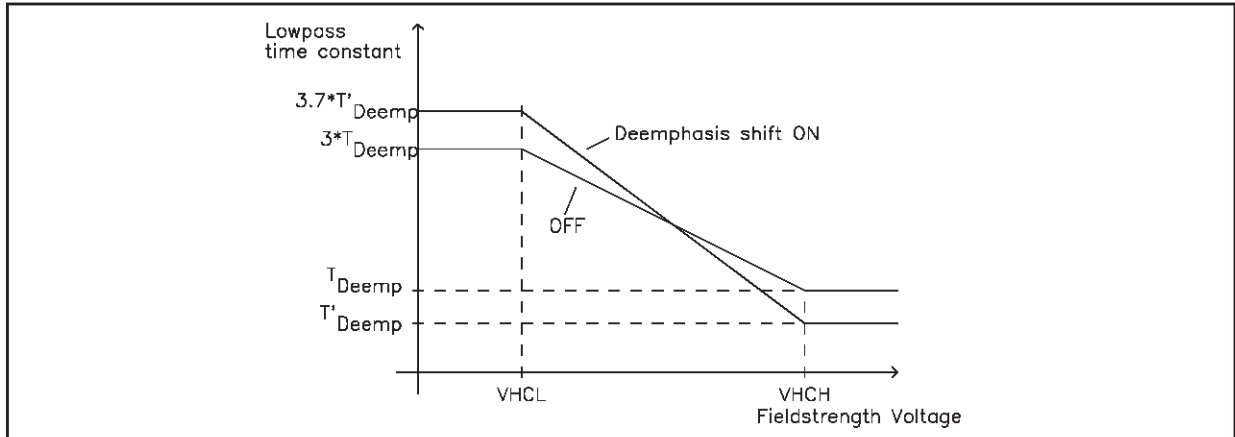 Lowpass
time constant
3.7*T'Deemp
3*TDeemp
Deemphasis shift ON
OFF
TDeemp
T'Deemp
VHCL
VHCH
Fieldstrength Voltage